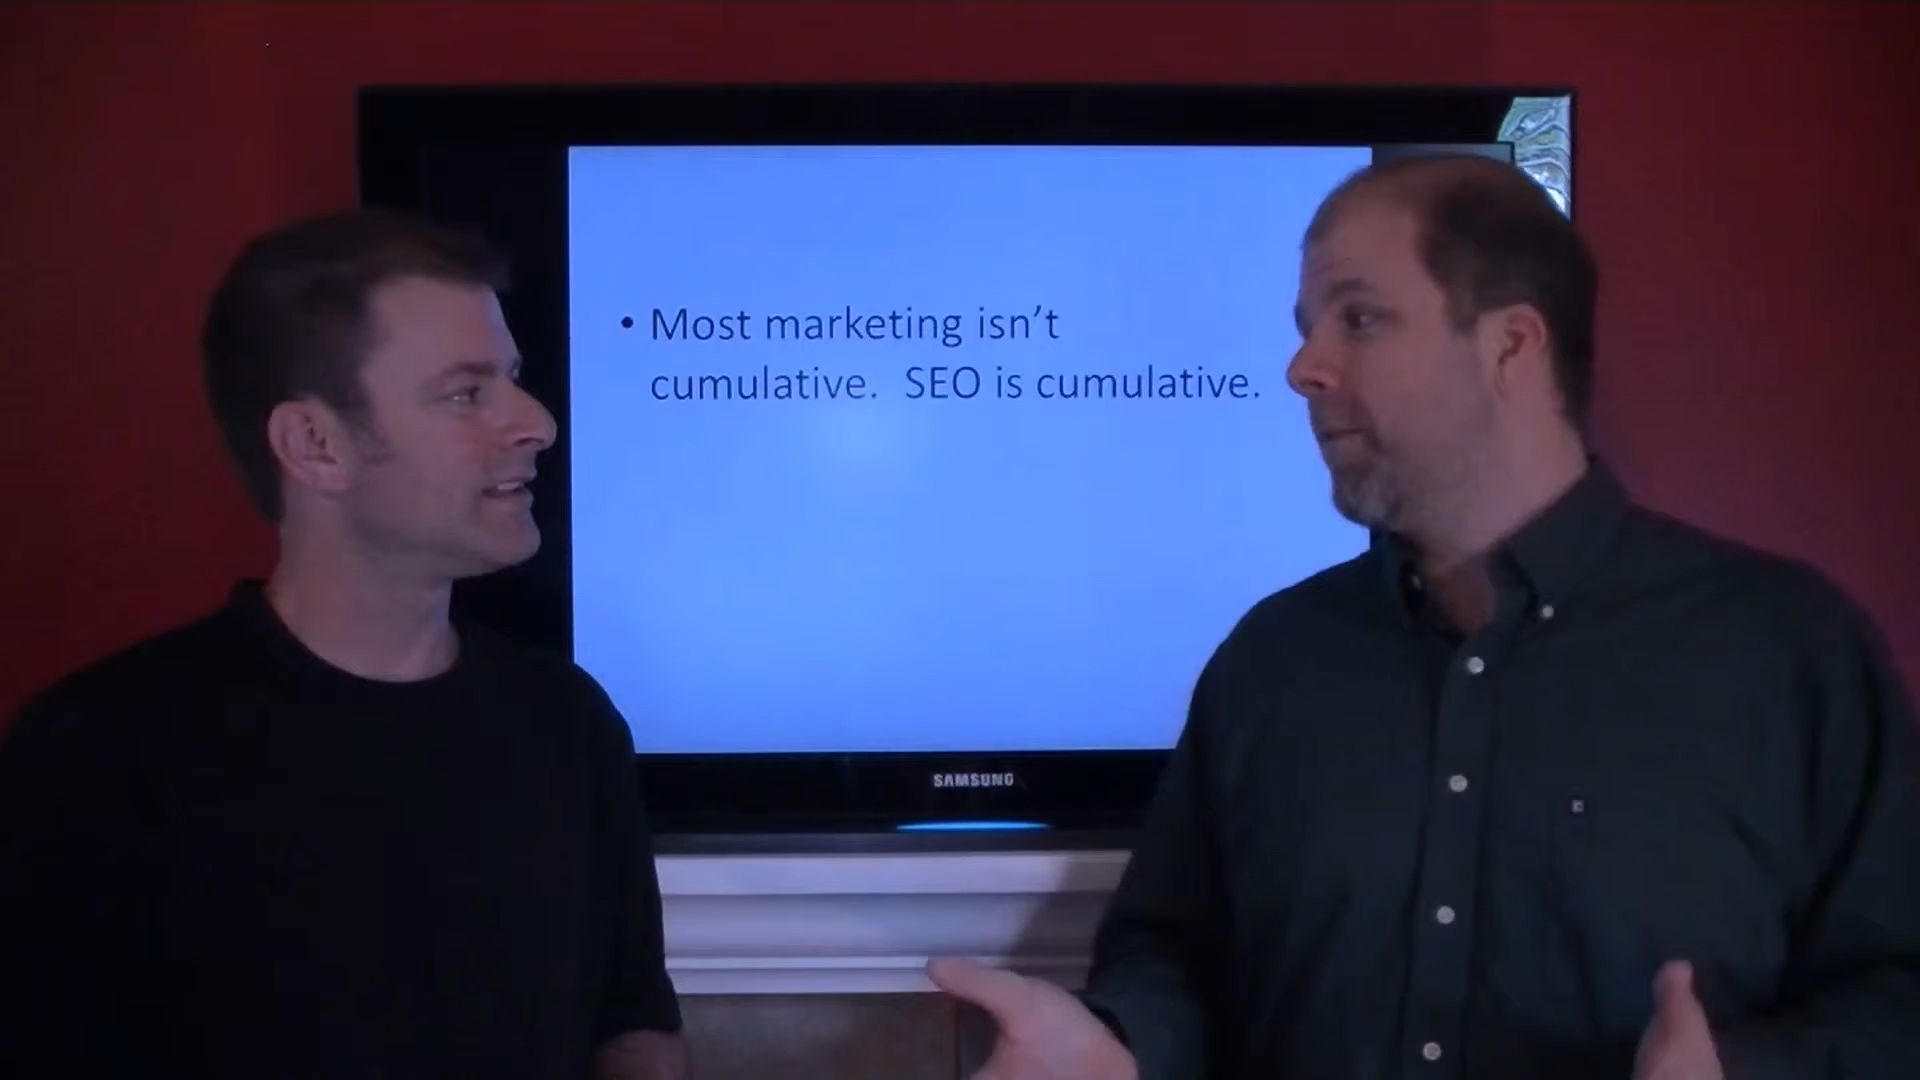 • Most marketing isn't
cumulative.  SEO is cumulative.
SAMSUNG